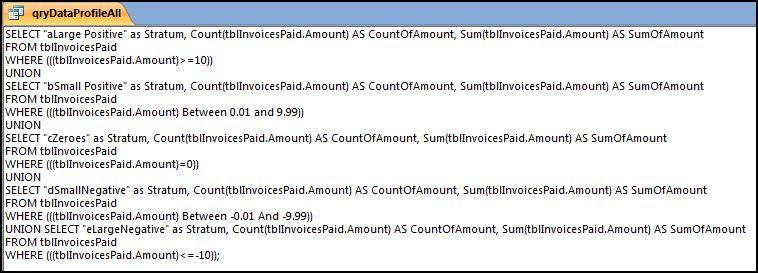 qryDataProfileAll
SELECT "aLarge Positive" as Stratum, Count(tblInvoicesPaid.Amount) AS CountOfAmount, Sum(tblInvoicesPaid.Amount) AS SumOfAmount
FROM tblInvoicesPaid
WHERE (((tblInvoicesPaid.Amount)>=10))
UNION
SELECT "bSmall Positive" as Stratum, Count(tblInvoicesPaid.Amount) AS CountOfAmount, Sum(tblInvoicesPaid.Amount) AS SumOfAmount
FROM tblInvoicesPaid
WHERE (((tblInvoicesPaid.Amount) Between 0.01 and 9.99))
UNION
SELECT "cZeroes" as Stratum, Count(tblInvoicesPaid.Amount) AS CountOfAmount, Sum(tblInvoicesPaid.Amount) AS SumOfAmount
FROM tblInvoicesPaid
WHERE (((tblInvoicesPaid.Amount)=0))
UNION
SELECT "dSmallNegative" as Stratum, Count(tblInvoicesPaid.Amount) AS CountOfAmount, Sum(tblInvoicesPaid.Amount) AS SumOfAmount
FROM tblInvoicesPaid
WHERE (((tblInvoicesPaid.Amount) Between -0.01 And -9.99))
UNION SELECT "eLargeNegative" as Stratum, Count(tblInvoicesPaid.Amount) AS CountOfAmount, Sum(tblInvoicesPaid.Amount) AS SumOfAmount
FROM tblInvoicesPaid
WHERE (((tblInvoicesPaid.Amount)<=-10));